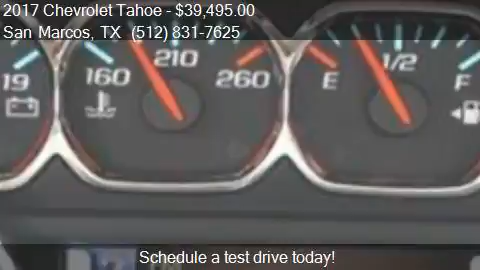 2017 Chevrolet Tahoe - $39,495.00
San Marcos, TX  (512) 831-7625
210
1/2
19
160
260
E
F
Schedule a test drive today!